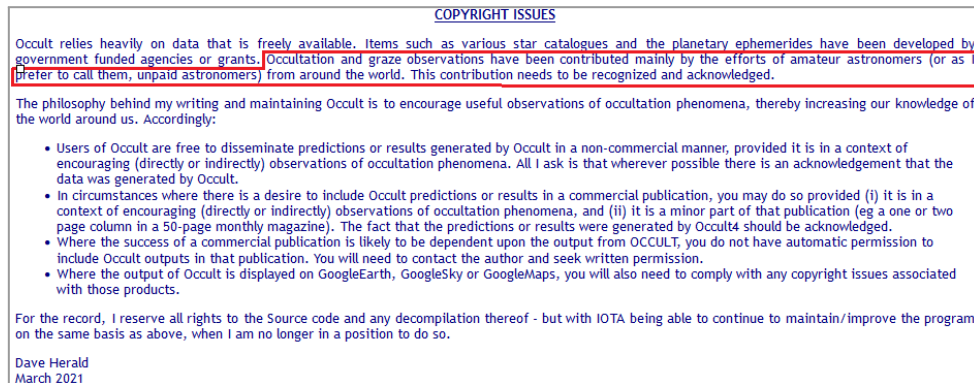 COPYRIGHT ISSUES
Occult relies heavily on data that is freely available. Items such as various star catalogues and the planetary ephemerides have been developed by
government funded agencies or grants. Occultation and graze observations have been contributed mainly by the efforts of amateur astronomers (or as I
prefer to call them, unpaid astronomers) from around the world. This contribution needs to be recognized and acknowledged.
The philosophy behind my writing and maintaining Occult is to encourage useful observations of occultation phenomena, thereby increasing our knowledge of
the world around us. Accordingly:
• Users of Occult are free to disseminate predictions or results generated by Occult in a non-commercial manner, provided it is in a context of
encouraging (directly or indirectly) observations of occultation phenomena. All I ask is that wherever possible there is an acknowledgement that the
data was generated by Occult.
• In circumstances where there is a desire to include Occult predictions or results in a commercial publication, you may do so provided (i) it is in a
context of encouraging (directly or indirectly) observations of occultation phenomena, and (ii) it is a minor part of that publication (eg a one or two
page column in a 50-page monthly magazine). The fact that the predictions or results were generated by Occult4 should be acknowledged.
• Where the success of a commercial publication is likely to be dependent upon the output from OCCULT, you do not have automatic permission to
include Occult outputs in that publication. You will need to contact the author and seek written permission.
• Where the output of Occult is displayed on GoogleEarth, GoogleSky or GoogleMaps, you will also need to comply with any copyright issues associated
with those products.
For the record, I reserve all rights to the Source code and any decompilation thereof - but with IOTA being able to continue to maintain/improve the program
on the same basis as above, when I am no longer in a position to do so.
Dave Herald
March 2021